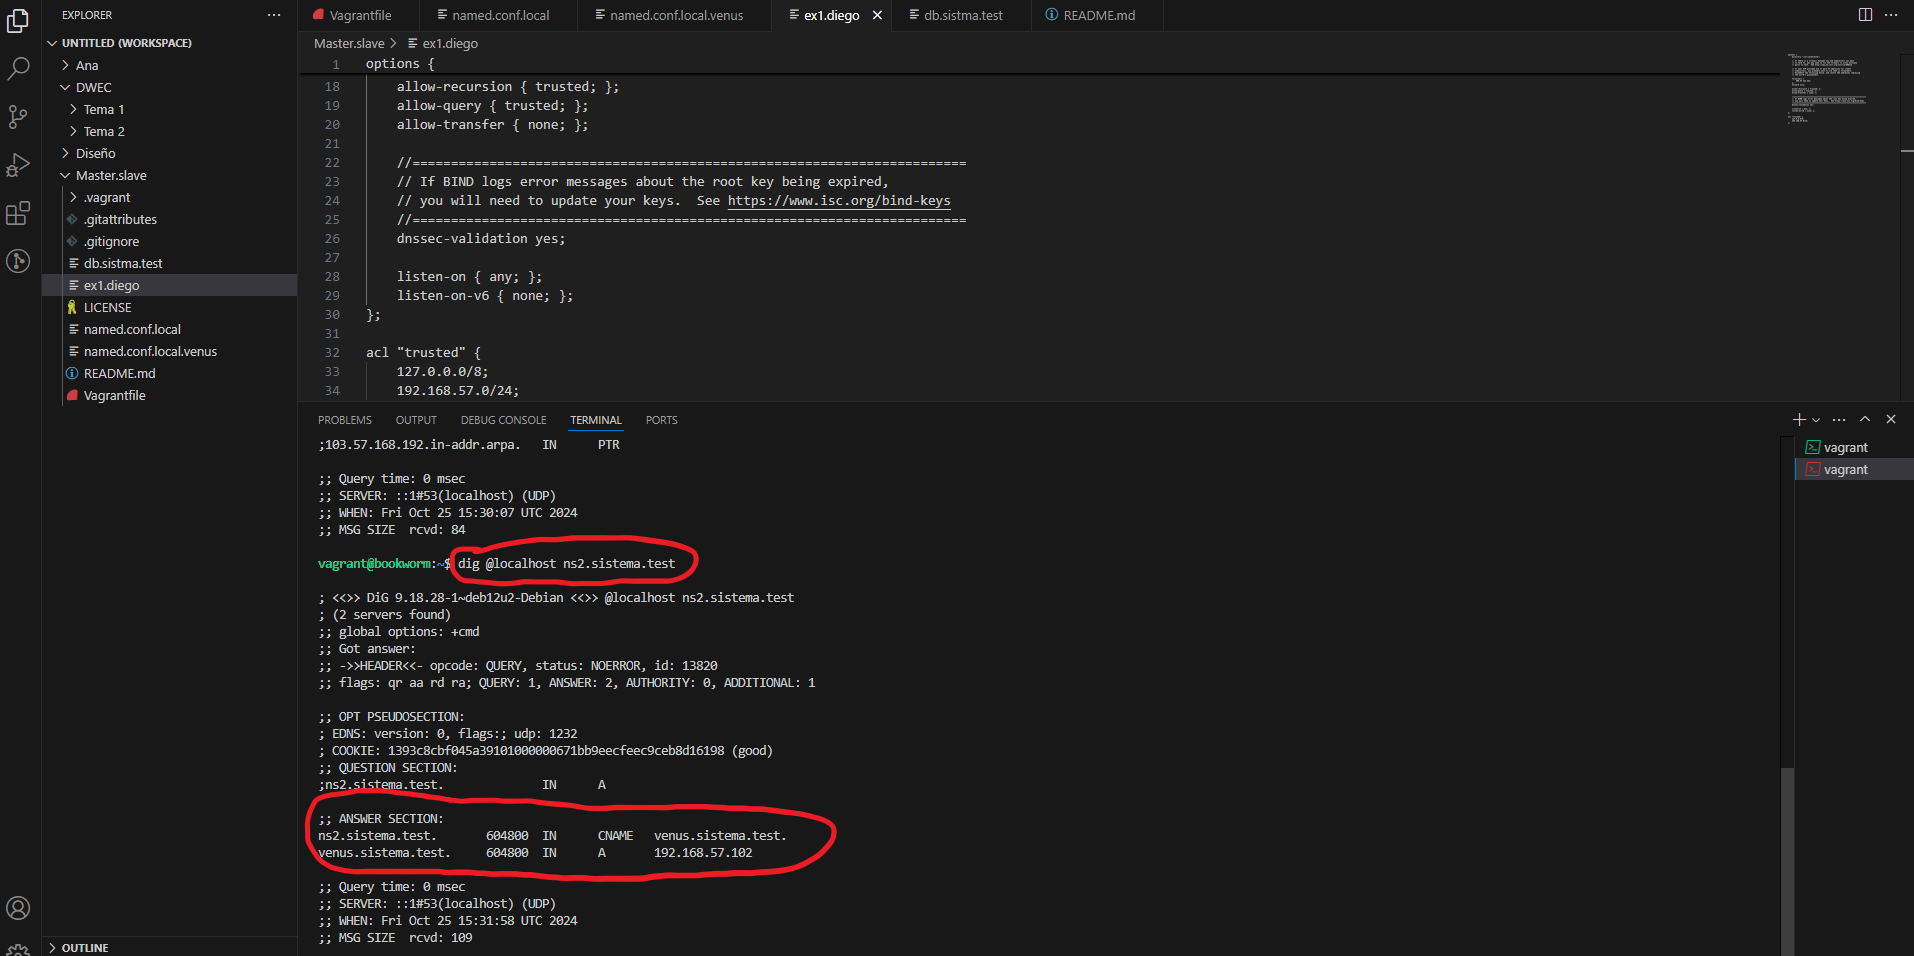 EXPLORER
UNTITLED (WORKSPACE)
Ana
DWEC
Tema 1
Tema 2
Diseño
Master.slave
.vagrant
.gitattributes
.gitignore
db.sistma.test
ex1.diego
LICENSE
named.conf.local
named.conf.local.venus
README.md
Vagrantfile
OUTLINE
Vagrantfile
named.conf.local
named.conf.local.venus
ex1.diego
db.sistma.test
README.md
Master.slave > ex1.diego
1 options {
18 allow-recursion { trusted; };
19 allow-query { trusted; };
20 allow-transfer { none; };
21
22 //========================================================================
23 // If BIND logs error messages about the root key being expired,
24 // you will need to update your keys.  See https://www.isc.org/bind-keys
25 //========================================================================
26 dnssec-validation yes;
27
28 listen-on { any; };
29 listen-on-v6 { none; };
30 };
31
32 acl "trusted" {
33 127.0.0.0/8;
34 192.168.57.0/24;
PROBLEMS OUTPUT DEBUG CONSOLE TERMINAL PORTS
;103.57.168.192.in-addr.arpa. IN PTR
;; Query time: 0 msec
;; SERVER: ::1#53(localhost) (UDP)
;; WHEN: Fri Oct 25 15:30:07 UTC 2024
;; MSG SIZE  rcvd: 84
vagrant@bookworm:~$ dig @localhost ns2.sistema.test
; <<>> DiG 9.18.28-1~deb12u2-Debian <<>> @localhost ns2.sistema.test
; (2 servers found)
;; global options: +cmd
;; Got answer:
;; ->>HEADER<<- opcode: QUERY, status: NOERROR, id: 13820
;; flags: qr aa rd ra; QUERY: 1, ANSWER: 2, AUTHORITY: 0, ADDITIONAL: 1
;; OPT PSEUDOSECTION:
; EDNS: version: 0, flags:; udp: 1232
; COOKIE: 1393c8cbf045a39101000000671bb9eecfeec9ceb8d16198 (good)
;; QUESTION SECTION:
;ns2.sistema.test. IN A
;; ANSWER SECTION:
ns2.sistema.test. 604800 IN CNAME venus.sistema.test.
venus.sistema.test. 604800 IN A 192.168.57.102
;; Query time: 0 msec
;; SERVER: ::1#53(localhost) (UDP)
;; WHEN: Fri Oct 25 15:31:58 UTC 2024
;; MSG SIZE  rcvd: 109
vagrant
vagrant